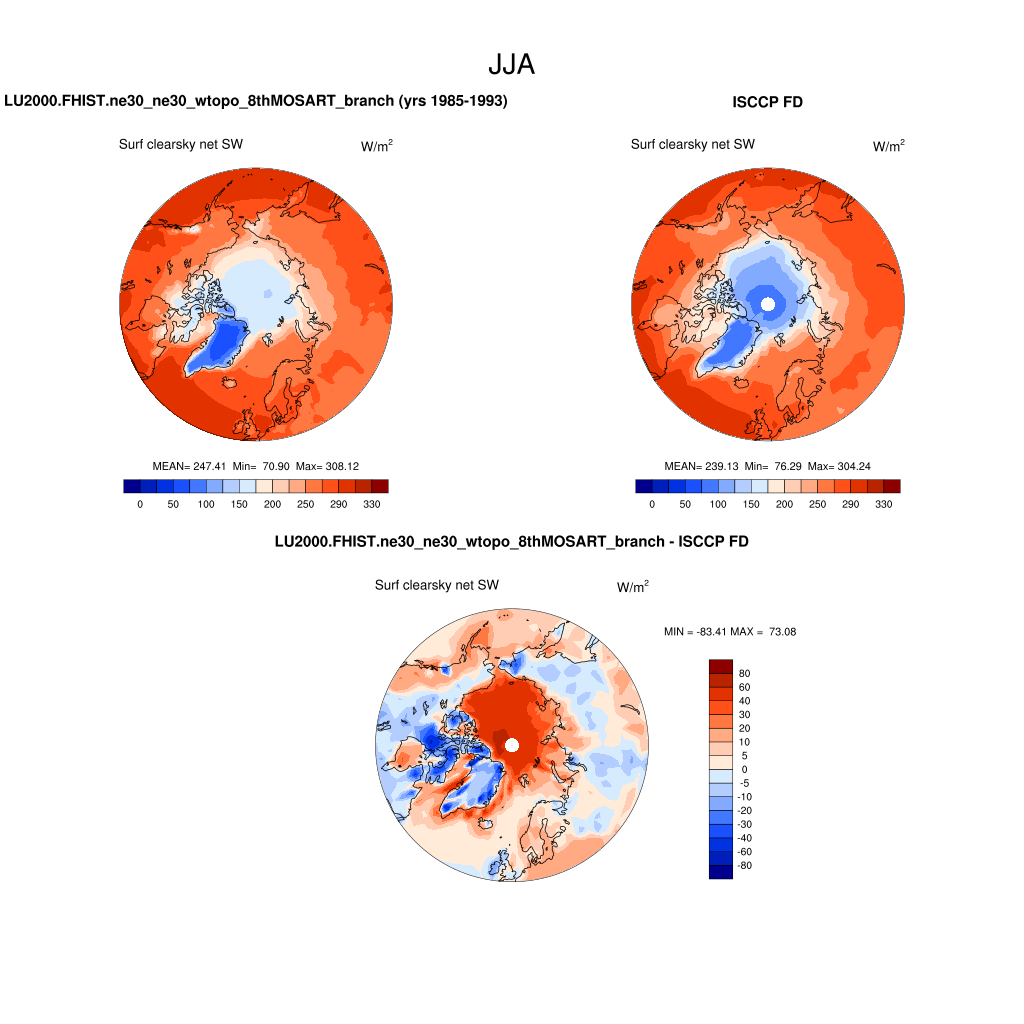 JJA
LU2000.FHIST.ne30_ne30_wtopo_8thMOSART_branch (yrs 1985-1993)
ISCCP FD
Surf clearsky net SW
W/m2
Surf clearsky net SW
W/m2
MEAN= 247.41 Min= 70.90 Max= 308.12
MEAN= 239.13 Min= 76.29 Max= 304.24
0 50 100 150 200 250 290 330
0 50 100 150 200 250 290 330
LU2000.FHIST.ne30_ne30_wtopo_8thMOSART_branch - ISCCP FD
Surf clearsky net SW
W/m2
MIN = -83.41 MAX = 73.08
80
60
40
30
20
10
5
0
-5
-10
-20
-30
-40
-60
-80